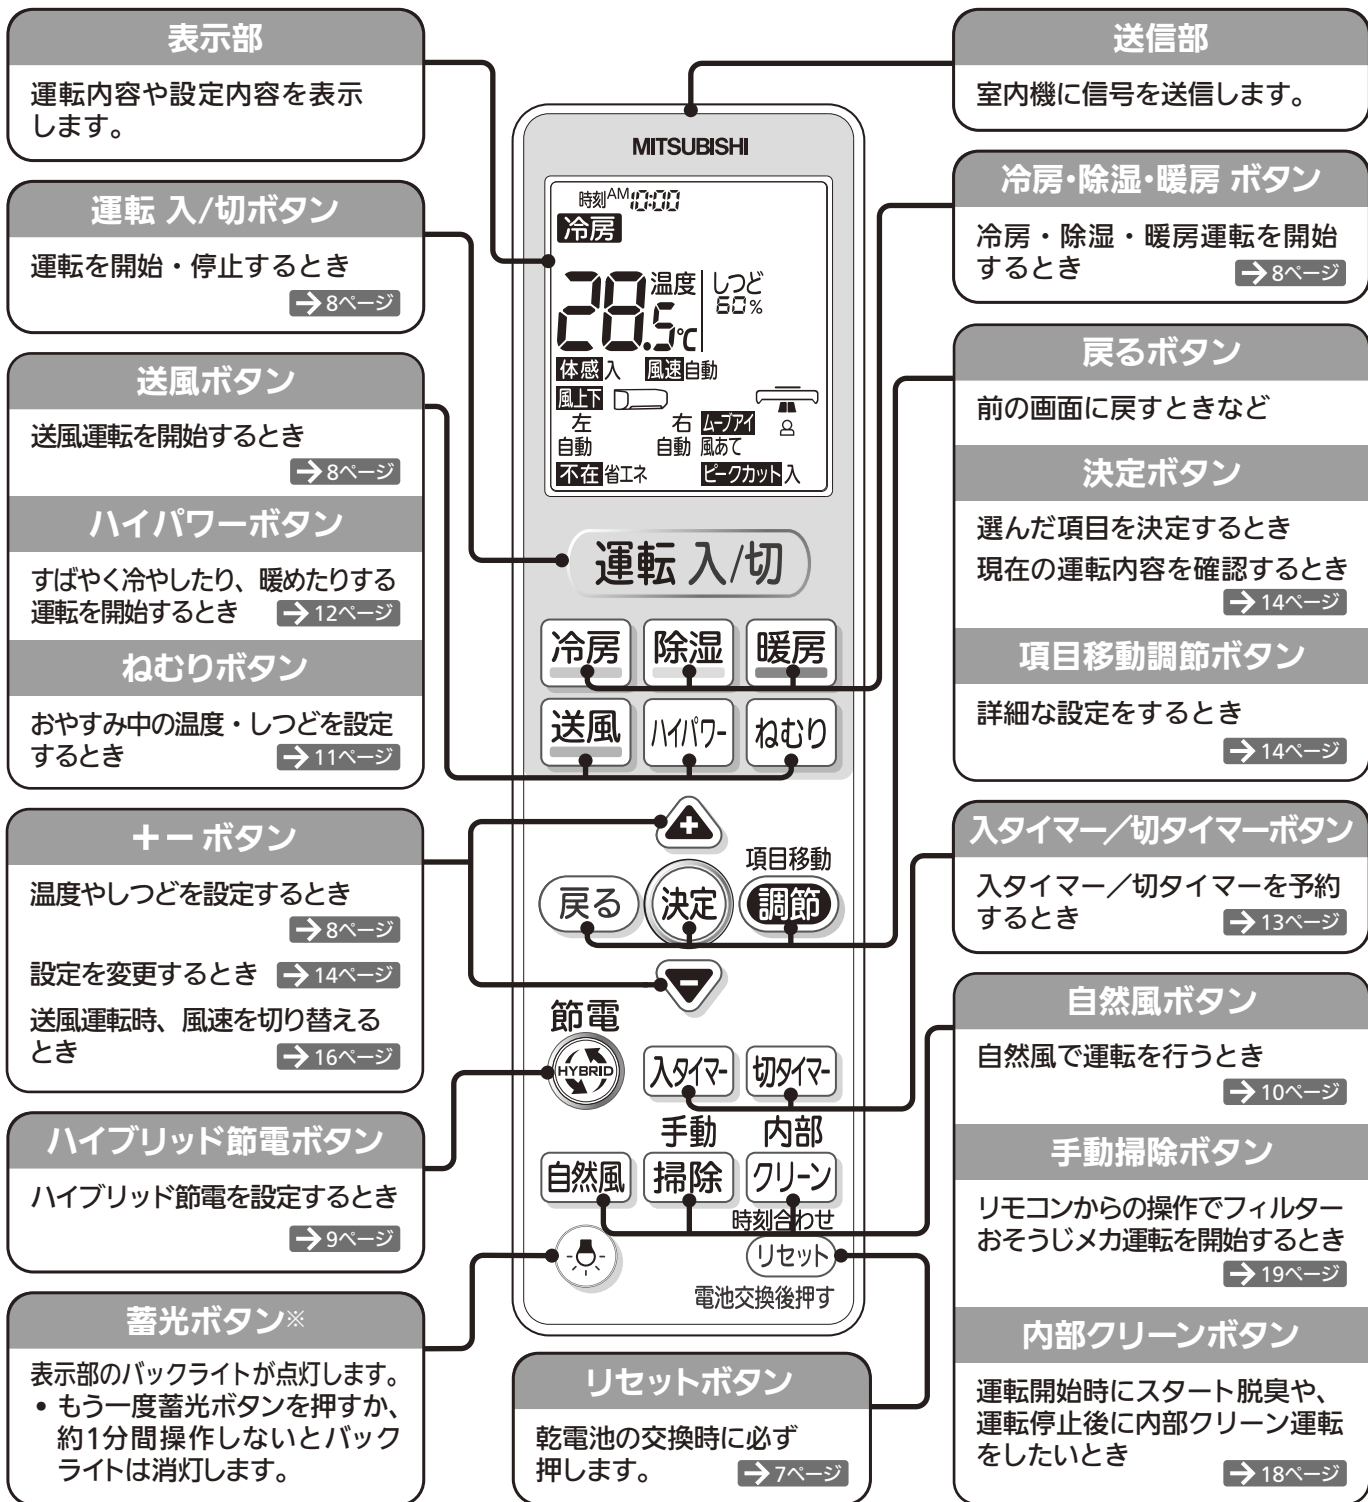 表示部
運転内容や設定内容を表示
します。
運転 入/切ボタン
運転を開始・停止するとき
→8ページ
送風ボタン
送風運転を開始するとき
→8ページ
ハイパワーボタン
すばやく冷やしたり、暖めたりする
運転を開始するとき →12ページ
ねむりボタン
おやすみ中の温度・しつどを設定
するとき →11ページ
＋－ ボタン
温度やしつどを設定するとき
→8ページ
設定を変更するとき →14ページ
送風運転時、風速を切り替える
とき →16ページ
ハイブリッド節電ボタン
ハイブリッド節電を設定するとき
→9ページ
蓄光ボタン※
表示部のバックライトが点灯します。
• もう一度蓄光ボタンを押すか、
約1分間操作しないとバック
ライトは消灯します。
MITSUBISHI
時刻 AM 10:00
冷房
28.5℃ 温度 しつど
60%
体感 入 風速 自動
風上下
左 右 ムーブアイ
自動 自動 風あて
不在 省エネ ピークカット 入
運転 入/切
冷房 除湿 暖房
送風 ハイパワー ねむり
+
項目移動
戻る 決定 調節
-
節電
HYBRID 入タイマー 切タイマー
手動 内部
自然風 掃除 クリーン
時刻合わせ
リセット
電池交換後押す
リセットボタン
乾電池の交換時に必ず
押します。 →7ページ
送信部
室内機に信号を送信します。
冷房・除湿・暖房 ボタン
冷房・除湿・暖房運転を開始
するとき →8ページ
戻るボタン
前の画面に戻すときなど
決定ボタン
選んだ項目を決定するとき
現在の運転内容を確認するとき
→14ページ
項目移動調節ボタン
詳細な設定をするとき
→14ページ
入タイマー／切タイマーボタン
入タイマー／切タイマーを予約
するとき →13ページ
自然風ボタン
自然風で運転を行うとき
→10ページ
手動掃除ボタン
リモコンからの操作でフィルター
おそうじメカ運転を開始するとき
→19ページ
内部クリーンボタン
運転開始時にスタート脱臭や、
運転停止後に内部クリーン運転
をしたいとき
→18ページ